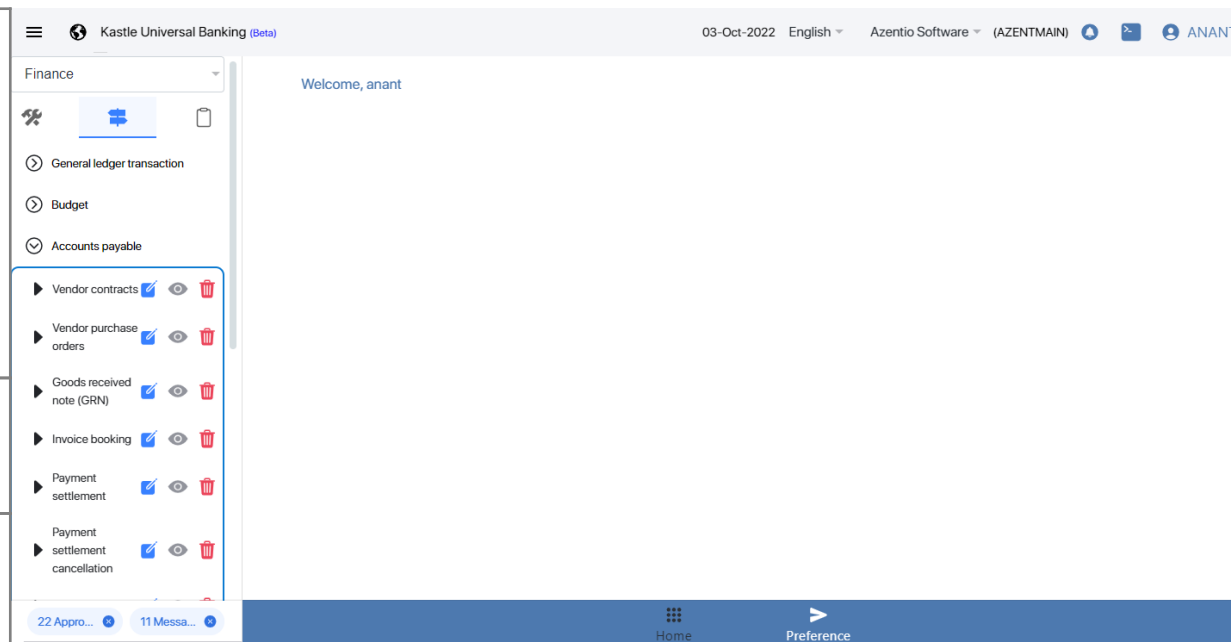 Kastle Universal Banking (Beta)
03-Oct-2022 English Azentio Software (AZENTMAIN) ANANT
Finance
Welcome, anant
General ledger transaction
Budget
Accounts payable
Vendor contracts
Vendor purchase
orders
Goods received
note (GRN)
Invoice booking
Payment
settlement
Payment
settlement
cancellation
22 Appro... 11 Messa...
Home Preference